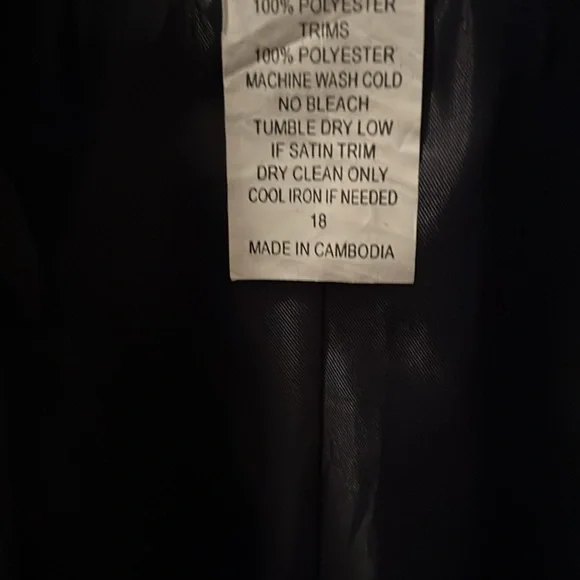 100% POLYESTER
TRIMS
100% POLYESTER
MACHINE WASH COLD
NO BLEACH
TUMBLE DRY LOW
IF SATIN TRIM
DRY CLEAN ONLY
COOL IRON IF NEEDED
18
MADE IN CAMBODIA